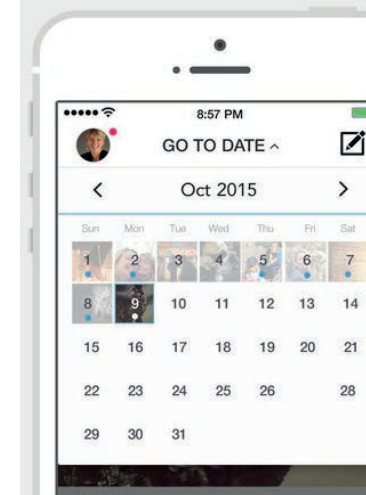 8:57 PM
GO TO DATE
Oct 2015
Sun Mon Tue Wed Thu Fri Sat
1 2 3 4 5 6 7
8 9 10 11 12 13 14
15 16 17 18 19 20 21
22 23 24 25 26 28
29 30 31